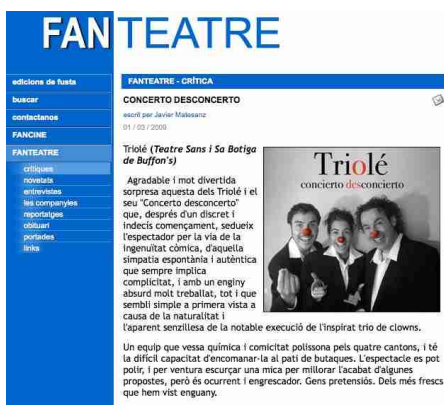 FANTEATRE
edicions de fusta
buscar
contactanos
FANCINE
FANTEATRE
crítiques
novetats
entrevistes
les companyies
reportatges
obituari
portades
links
FANTEATRE - CRÍTICA
CONCERTO DESCONCERTO
escrit per Javier Matesanz
01 / 03 / 2009
Triolé (Teatre Sans i Sa Botiga
de Buffon's)
Agradable i mot divertida
sorpresa aquesta dels Triolé i el
seu "Concerto desconcerto"
que, després d'un discret i
indecís començament, sedueix
l'espectador per la via de la
ingenuïtat còmica, d'aquella
simpatia espontània i autèntica
que sempre implica
complicitat, i amb un enginy
absurd molt treballat, tot i que
sembli simple a primera vista a
causa de la naturalitat i
l'aparent senzillesa de la notable execució de l'inspirat trio de clowns.
Triolé
concierto desconcierto
Un equip que vessa química i comicitat polissona pels quatre cantons, i té
la difícil capacitat d'encomanar-la al pati de butaques. L'espectacle es pot
polir, i per ventura escurçar una mica per millorar l'acabat d'algunes
propostes, però és ocurrent i engrescador. Gens pretensiós. Dels més frescs
que hem vist enguany.